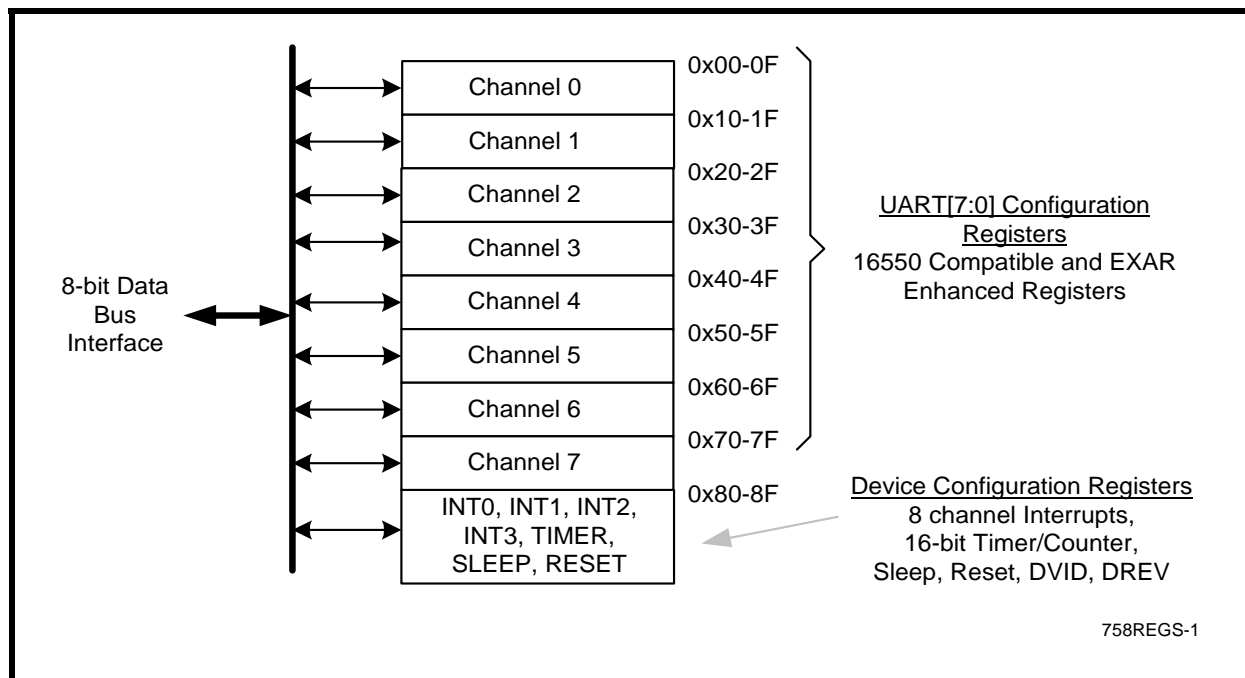 0x00-0F
Channel 0
0x10-1F
Channel 1
0x20-2F
Channel 2
0x30-3F
Channel 3
0x40-4F
Channel 4
0x50-5F
Channel 5
0x60-6F
Channel 6
0x70-7F
Channel 7
0x80-8F
INT0, INT1, INT2,
INT3, TIMER,
SLEEP, RESET
8-bit Data
Bus
Interface
UART[7:0] Configuration
Registers
16550 Compatible and EXAR
Enhanced Registers
Device Configuration Registers
8 channel Interrupts,
16-bit Timer/Counter,
Sleep, Reset, DVID, DREV
758REGS-1